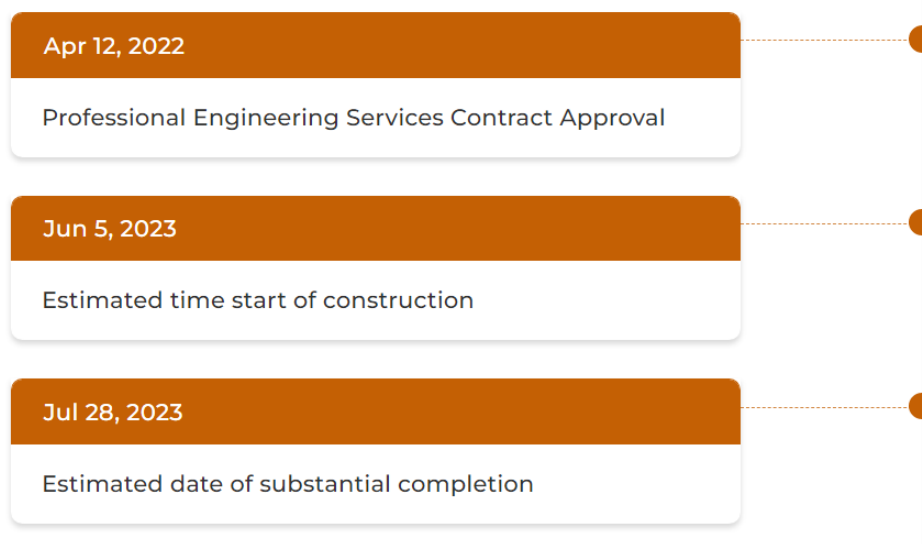 Apr 12, 2022
Professional Engineering Services Contract Approval
Jun 5, 2023
Estimated time start of construction
Jul 28, 2023
Estimated date of substantial completion